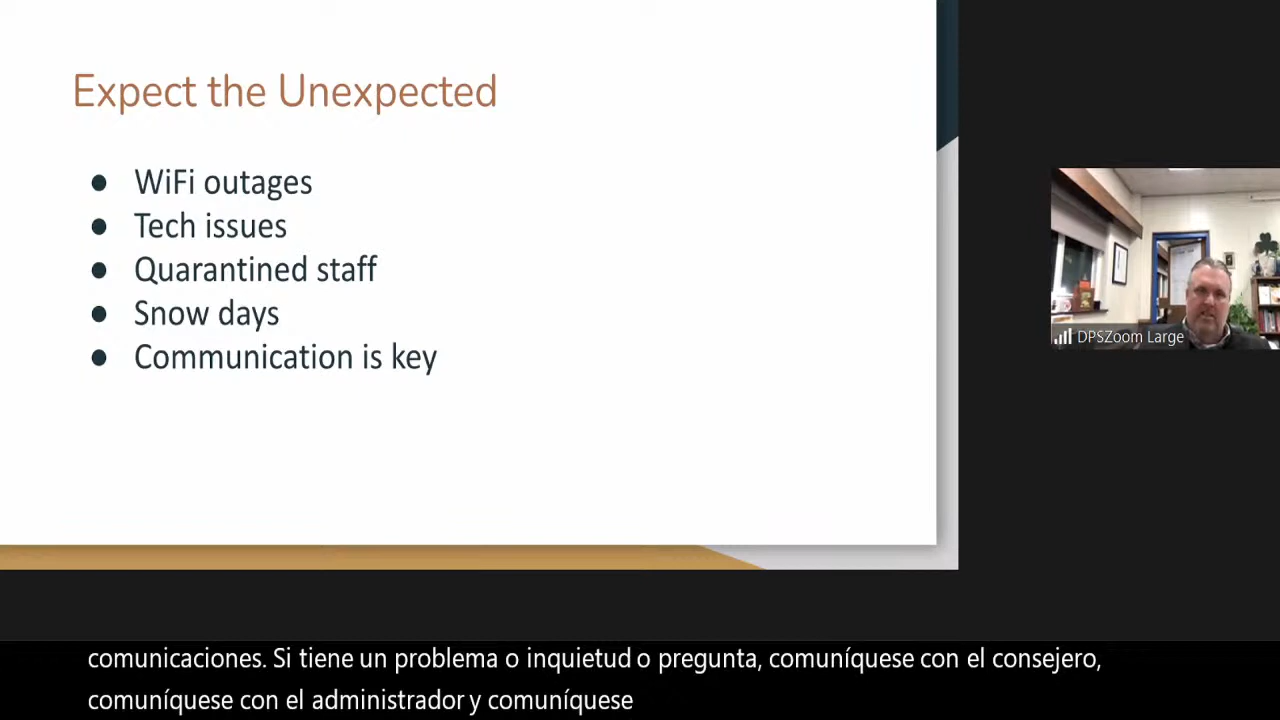 Expect the Unexpected
● WiFi outages
● Tech issues
● Quarantined staff
● Snow days
● Communication is key
DPSZoom Large
comunicaciones. Si tiene un problema o inquietud o pregunta, comuníquese con el consejero,
comuníquese con el administrador y comuníquese